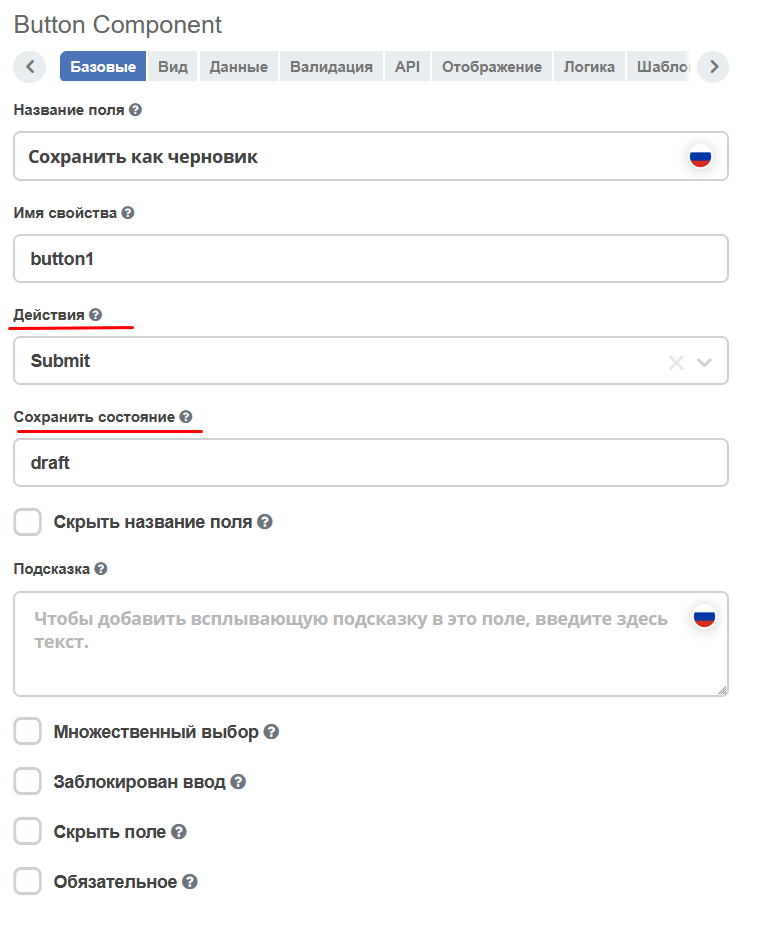 Button Component
Базовые Вид Данные Валидация API Отображение Логика Шабло
Название поля
Сохранить как черновик
Имя свойства
button1
Действия
Submit
Сохранить состояние
draft
Скрыть название поля
Подсказка
Чтобы добавить всплывающую подсказку в это поле, введите здесь
текст.
Множественный выбор
Заблокирован ввод
Скрыть поле
Обязательное